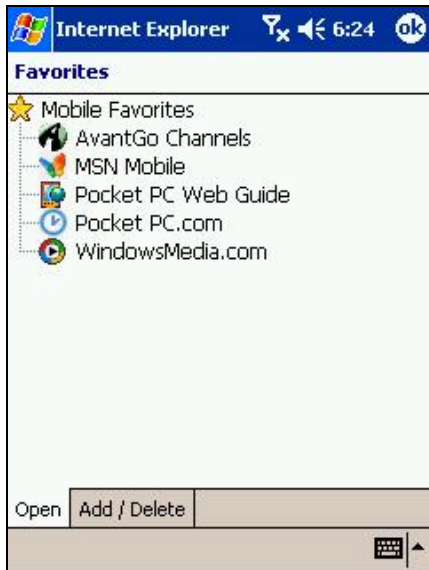 Internet Explorer 6:24 ok
Favorites
Mobile Favorites
AvantGo Channels
MSN Mobile
Pocket PC Web Guide
Pocket PC.com
WindowsMedia.com
Open Add / Delete